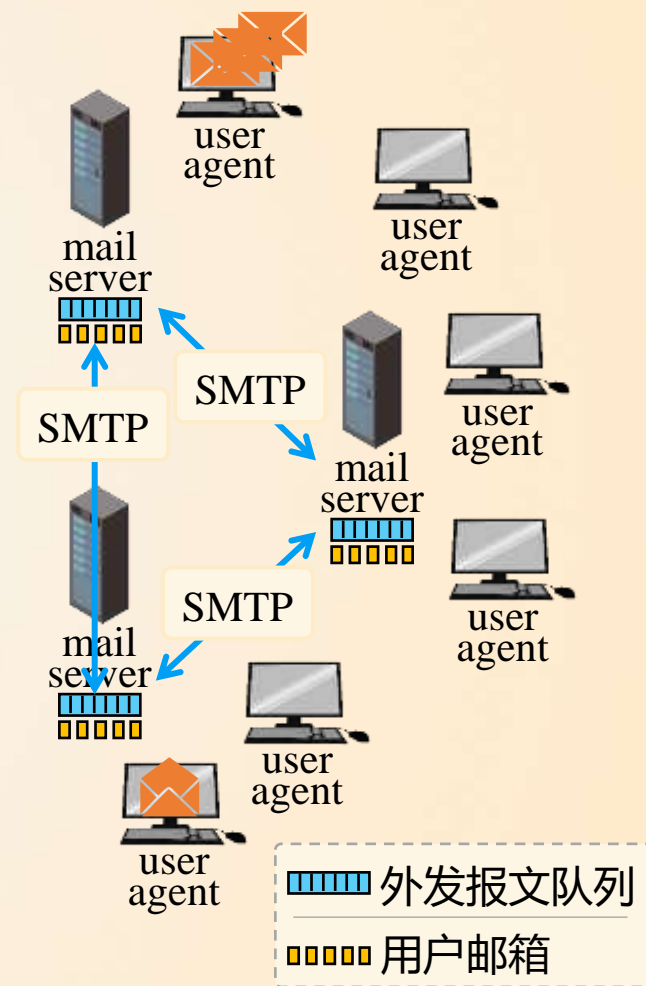 user
agent
user
agent
mail
server
SMTP
SMTP
user
agent
mail
server
SMTP
user
agent
mail
server
user
agent
user
agent
外发报文队列
用户邮箱